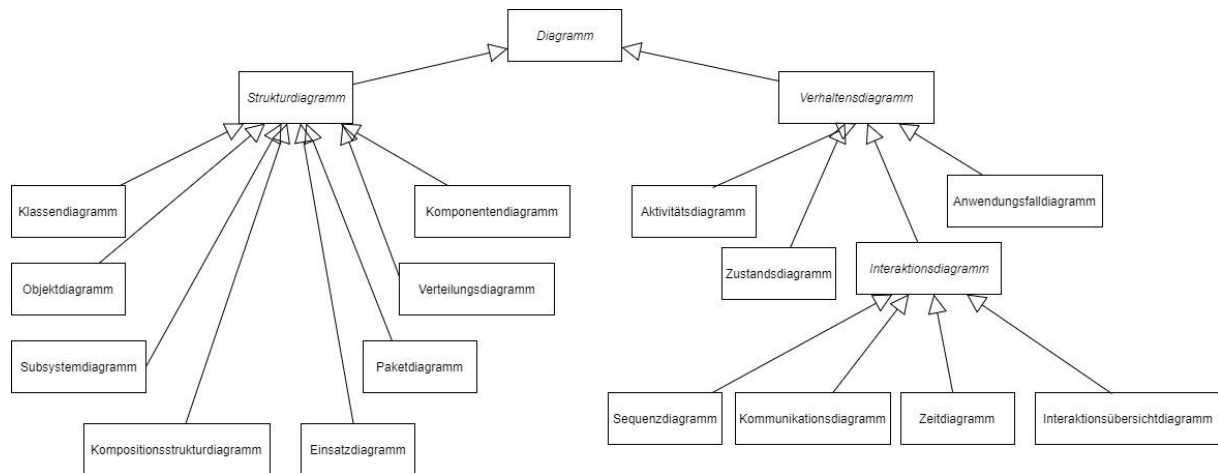 Diagramm
Strukturdiagramm
Verhaltensdiagramm
Klassendiagramm
Komponentendiagramm
Aktivitätsdiagramm
Anwendungsfalldiagramm
Objektdiagramm
Verteilungsdiagramm
Zustandsdiagramm
Interaktionsdiagramm
Subsystemdiagramm
Paketdiagramm
Sequenzdiagramm
Kommunikationsdiagramm
Zeitdiagramm
Interaktionsübersichtdiagramm
Kompositionsstrukturdiagramm
Einsatzdiagramm